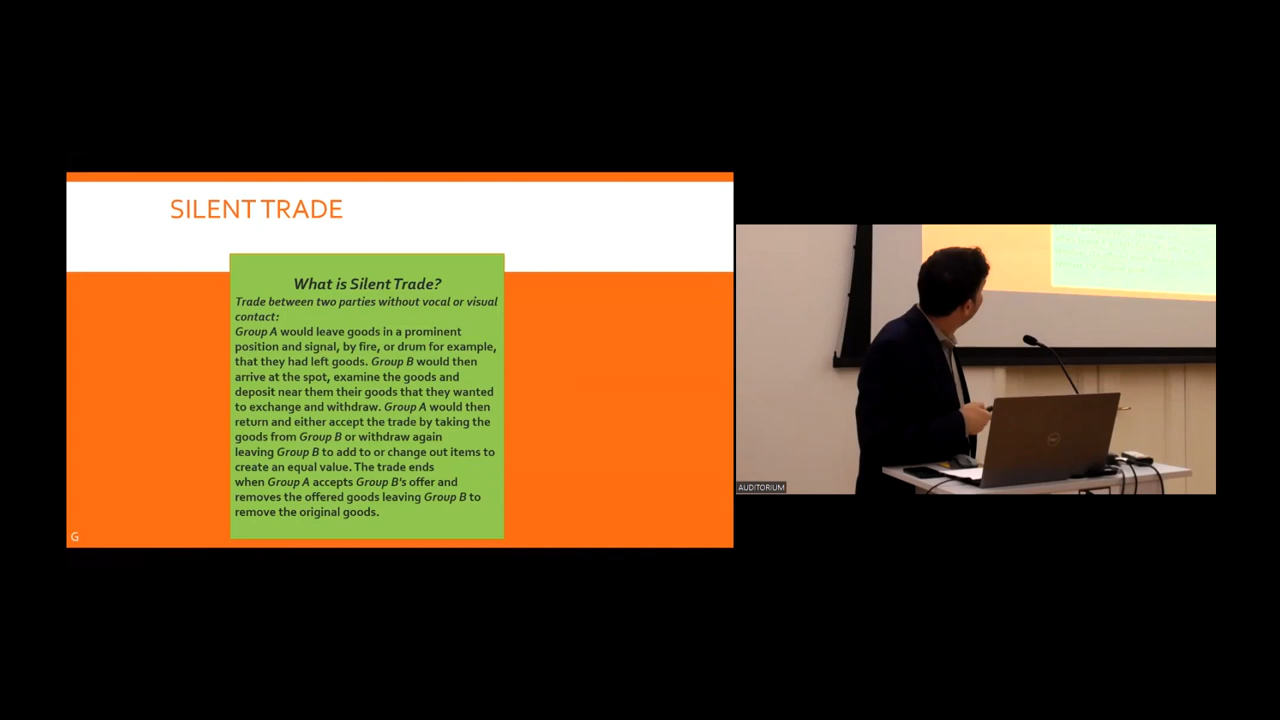 SILENT TRADE
What is Silent Trade?
Trade between two parties without vocal or visual
contact:
Group A would leave goods in a prominent
position and signal, by fire, or drum for example,
that they had left goods. Group B would then
arrive at the spot, examine the goods and
deposit near them their goods that they wanted
to exchange and withdraw. Group A would then
return and either accept the trade by taking the
goods from Group B or withdraw again
leaving Group B to add to or change out items to
create an equal value. The trade ends
when Group A accepts Group B's offer and
removes the offered goods leaving Group B to
remove the original goods.
G
AUDITORIUM